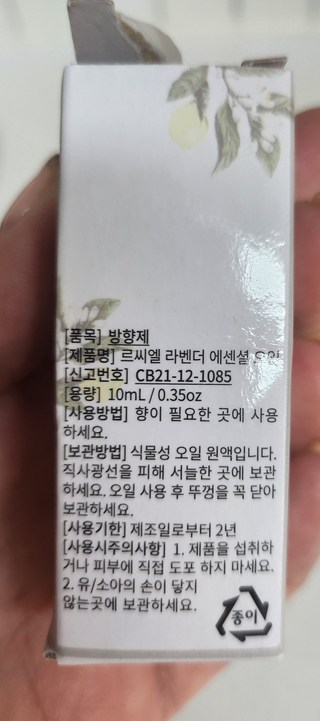 [품목] 방향제
[제품명] 르씨엘 라벤더 에센셜 오일
[신고번호] CB21-12-1085
[용량] 10mL / 0.35oz
[사용방법] 향이 필요한 곳에 사용
하세요.
[보관방법] 식물성 오일 원액입니다.
직사광선을 피해 서늘한 곳에 보관
하세요. 오일 사용 후 뚜껑을 꼭 닫아
보관하세요.
[사용기한] 제조일로부터 2년
[사용시주의사항] 1. 제품을 섭취하
거나 피부에 직접 도포 하지 마세요.
2. 유/소아의 손이 닿지
않는곳에 보관하세요.
종이